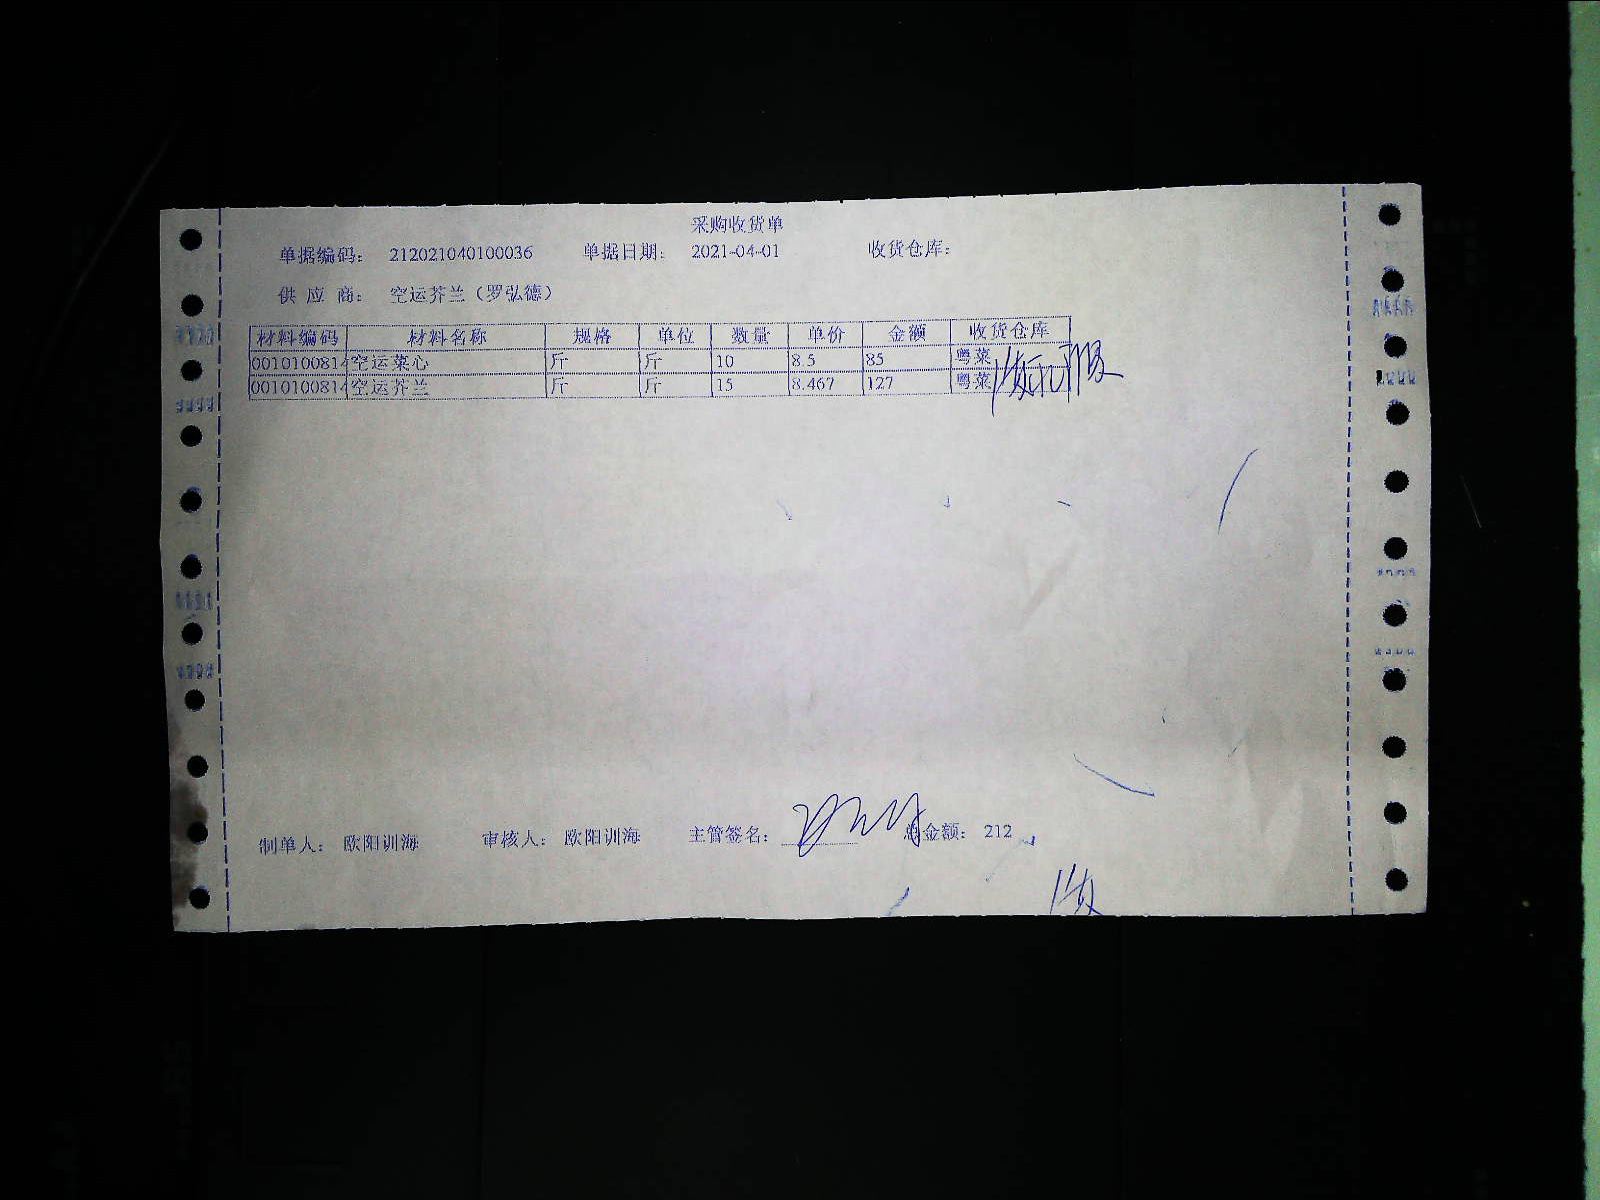 采购收货单
单据编码： 212021040100036 单据日期： 2021-04-01 收货仓库：
供 应 商： 空运芥兰（罗弘德）
材料编码 材料名称 规格 单位 数量 单价 金额 收货仓库
0010100814 空运菜心 斤 斤 10 8.5 85 粤菜
0010100814 空运芥兰 斤 斤 15 8.467 127 粤菜
制单人： 欧阳训海 审核人： 欧阳训海 主管签名： 总金额： 212